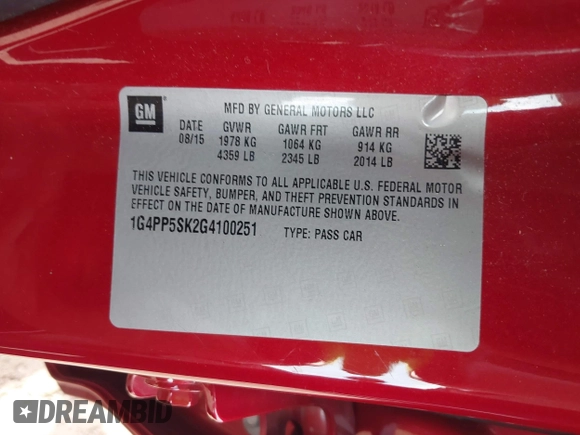 GM
MFD BY GENERAL MOTORS LLC
DATE GVWR GAWR FRT GAWR RR
08/15 1978 KG 1064 KG 914 KG
4359 LB 2345 LB 2014 LB
THIS VEHICLE CONFORMS TO ALL APPLICABLE U.S. FEDERAL MOTOR
VEHICLE SAFETY, BUMPER, AND THEFT PREVENTION STANDARDS IN
EFFECT ON THE DATE OF MANUFACTURE SHOWN ABOVE.
1G4PP5SK2G4100251 TYPE: PASS CAR
DREAMBID